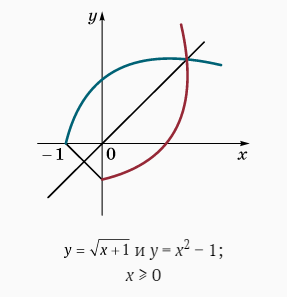 y
−1 0 x
y = √x + 1 и y = x² − 1;
x ⩾ 0